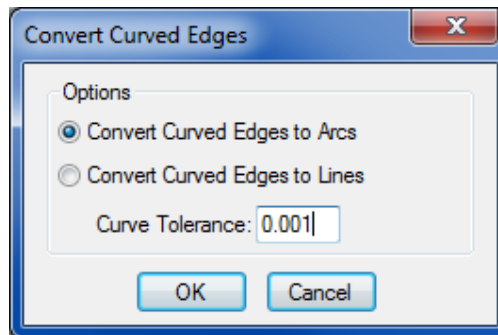 Convert Curved Edges
X
Options
Convert Curved Edges to Arcs
Convert Curved Edges to Lines
Curve Tolerance: 0.001
OK Cancel